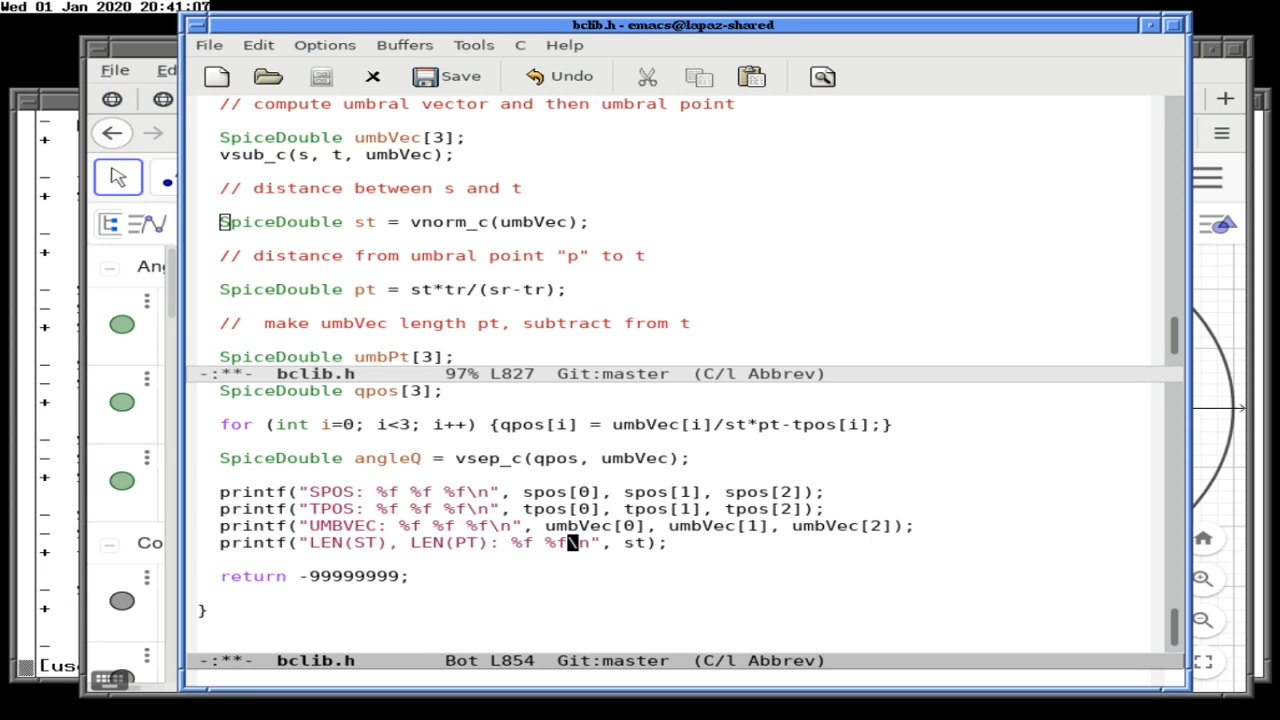 Wed 01 Jan 2020 20:41:07
bclib.h - emacs@lapaz-shared
File Edit Options Buffers Tools C Help
Save Undo
File Ed
// compute umbral vector and then umbral point
SpiceDouble umbVec[3];
vsub_c(s, t, umbVec);
// distance between s and t
SpiceDouble st = vnorm_c(umbVec);
// distance from umbral point "p" to t
SpiceDouble pt = st*tr/(sr-tr);
//  make umbVec length pt, subtract from t
SpiceDouble umbPt[3];
-:**-  bclib.h        97% L827  Git:master  (C/l Abbrev)
SpiceDouble qpos[3];
for (int i=0; i<3; i++) {qpos[i] = umbVec[i]/st*pt-tpos[i];}
SpiceDouble angleQ = vsep_c(qpos, umbVec);
printf("SPOS: %f %f %f\n", spos[0], spos[1], spos[2]);
printf("TPOS: %f %f %f\n", tpos[0], tpos[1], tpos[2]);
printf("UMBVEC: %f %f %f\n", umbVec[0], umbVec[1], umbVec[2]);
printf("LEN(ST), LEN(PT): %f %f\n", st);
return -99999999;
}
-:**-  bclib.h        Bot L854  Git:master  (C/l Abbrev)
Ang
Co
[use